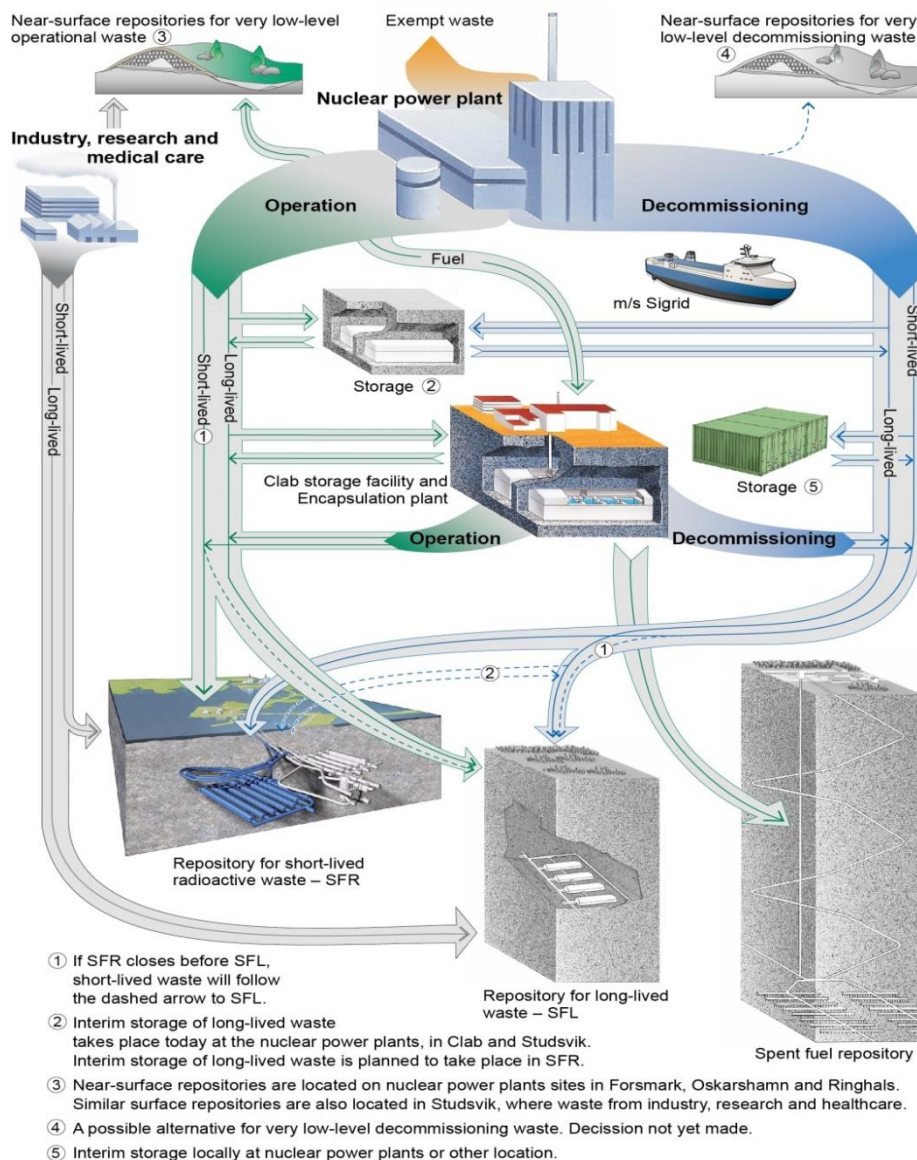 Near-surface repositories for very low-level
operational waste ③
Exempt waste
Near-surface repositories for very
low-level decommissioning waste
④
Nuclear power plant
Industry, research and
medical care
Operation
Decommissioning
Fuel
m/s Sigrid
Short-lived
Long-lived
Short-lived
①
Long-lived
Short-lived
Long-lived
Storage ②
Clab storage facility and
Encapsulation plant
Storage ⑤
Operation
Decommissioning
①
②
Repository for short-lived
radioactive waste – SFR
Repository for long-lived
waste – SFL
Spent fuel repository
① If SFR closes before SFL,
short-lived waste will follow
the dashed arrow to SFL.
② Interim storage of long-lived waste
takes place today at the nuclear power plants, in Clab and Studsvik.
Interim storage of long-lived waste is planned to take place in SFR.
③ Near-surface repositories are located on nuclear power plants sites in Forsmark, Oskarshamn and Ringhals.
Similar surface repositories are also located in Studsvik, where waste from industry, research and healthcare.
④ A possible alternative for very low-level decommissioning waste. Decission not yet made.
⑤ Interim storage locally at nuclear power plants or other location.